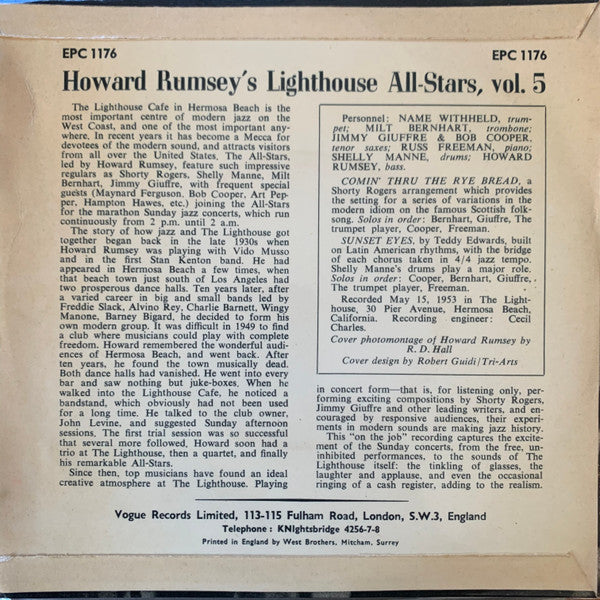 EPC 1176
EPC 1176
Howard Rumsey's Lighthouse All-Stars, vol. 5
The Lighthouse Cafe in Hermosa Beach is the
most important centre of modern jazz on the
West Coast, and one of the most important any-
where. In recent years it has become a Mecca for
devotees of the modern sound, and attracts visitors
from all over the United States, The All-Stars,
led by Howard Rumsey, feature such impressive
regulars as Shorty Rogers, Shelly Manne, Milt
Bernhart, Jimmy Giuffre, with frequent special
guests (Maynard Ferguson, Bob Cooper, Art Pep-
per, Hampton Hawes, etc.) joining the All-Stars
for the marathon Sunday jazz concerts, which run
continuously from 2 p.m. until 2 a.m.
The story of how jazz and The Lighthouse got
together began back in the late 1930s when
Howard Rumsey was playing with Vido Musso
and in the first Stan Kenton band. He had
appeared in Hermosa Beach a few times, when
that beach town just south of Los Angeles had
two prosperous dance halls. Ten years later, after
a varied career in big and small bands led by
Freddie Slack, Alvino Rey, Charlie Barnett, Wingy
Manone, Barney Bigard, he decided to form his
own modern group. It was difficult in 1949 to find
a club where musicians could play with complete
freedom. Howard remembered the wonderful audi-
ences of Hermosa Beach, and went back. After
ten years, he found the town musically dead.
Both dance halls had vanished. He went into every
bar and saw nothing but juke-boxes. When he
walked into the Lighthouse Cafe, he noticed a
bandstand, which obviously had not been used
for a long time. He talked to the club owner,
John Levine, and suggested Sunday afternoon
sessions. The first trial session was so successful
that several more followed, Howard soon had a
trio at The Lighthouse, then a quartet, and finally
his remarkable All-Stars.
Since then, top musicians have found an ideal
creative atmosphere at The Lighthouse. Playing
Personnel: NAME WITHHELD, trum-
pet; MILT BERNHART, trombone;
JIMMY GIUFFRE & BOB COOPER,
tenor saxes; RUSS FREEMAN, piano;
SHELLY MANNE, drums; HOWARD
RUMSEY, bass.
COMIN' THRU THE RYE BREAD, a
Shorty Rogers arrangement which provides
the setting for a series of variations in the
modern idiom on the famous Scottish folk-
song. Solos in order: Bernhart, Giuffre, The
trumpet player, Cooper, Freeman.
SUNSET EYES, by Teddy Edwards, built
on Latin American rhythms, with the bridge
of each chorus taken in 4/4 jazz tempo.
Shelly Manne's drums play a major role.
Solos in order: Cooper, Bernhart, Giuffre,
The trumpet player, Freeman.
Recorded May 15, 1953 in The Light-
house, 30 Pier Avenue, Hermosa Beach,
California. Recording engineer: Cecil
Charles.
Cover photomontage of Howard Rumsey by
R. D. Hall
Cover design by Robert Guidi/Tri-Arts
in concert form—that is, for listening only, per-
forming exciting compositions by Shorty Rogers,
Jimmy Giuffre and other leading writers, and en-
couraged by responsive audiences, their experi-
ments in modern sounds are making jazz history.
This "on the job" recording captures the excite-
ment of the Sunday concerts, from the free, un-
inhibited performances, to the sounds of The
Lighthouse itself: the tinkling of glasses, the
laughter and applause, and even the occasional
ringing of a cash register, adding to the realism.
Vogue Records Limited, 113-115 Fulham Road, London, S.W.3, England
Telephone : KNIghtsbridge 4256-7-8
Printed in England by West Brothers, Mitcham, Surrey